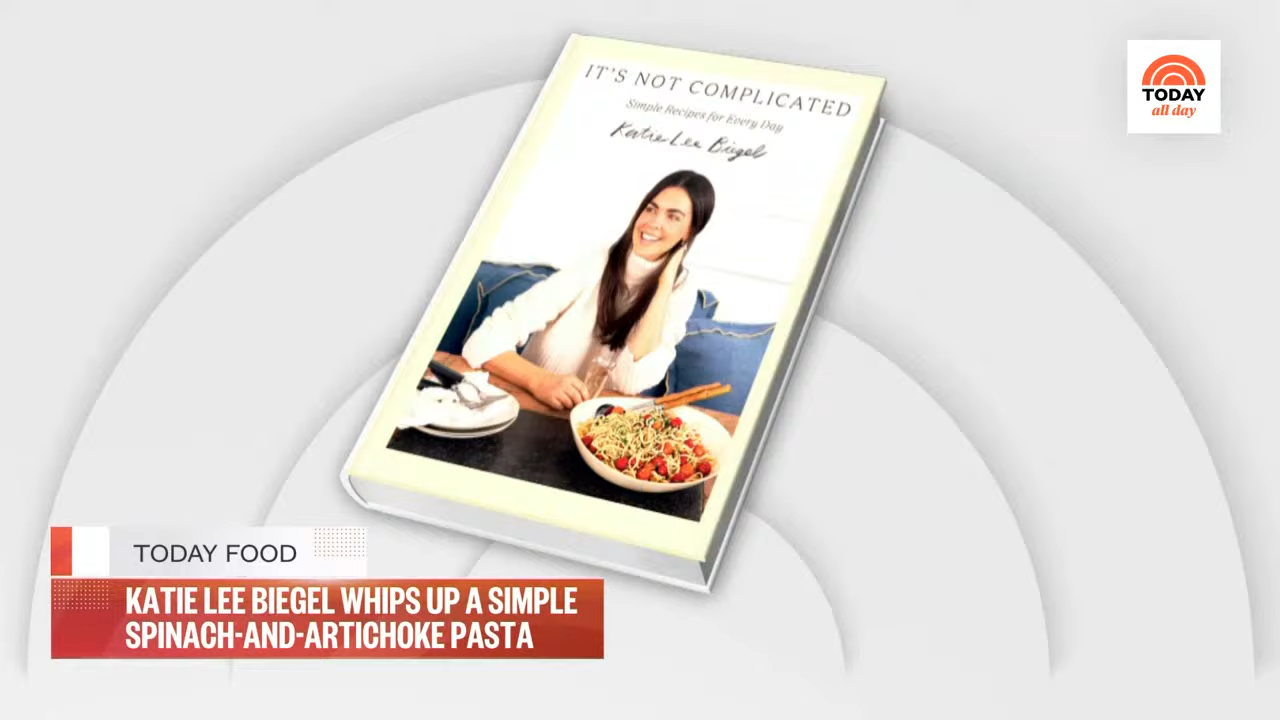 IT'S NOT COMPLICATED
Simple Recipes for Every Day
Katie Lee Biegel
TODAY
all day
TODAY FOOD
KATIE LEE BIEGEL WHIPS UP A SIMPLE
SPINACH-AND-ARTICHOKE PASTA